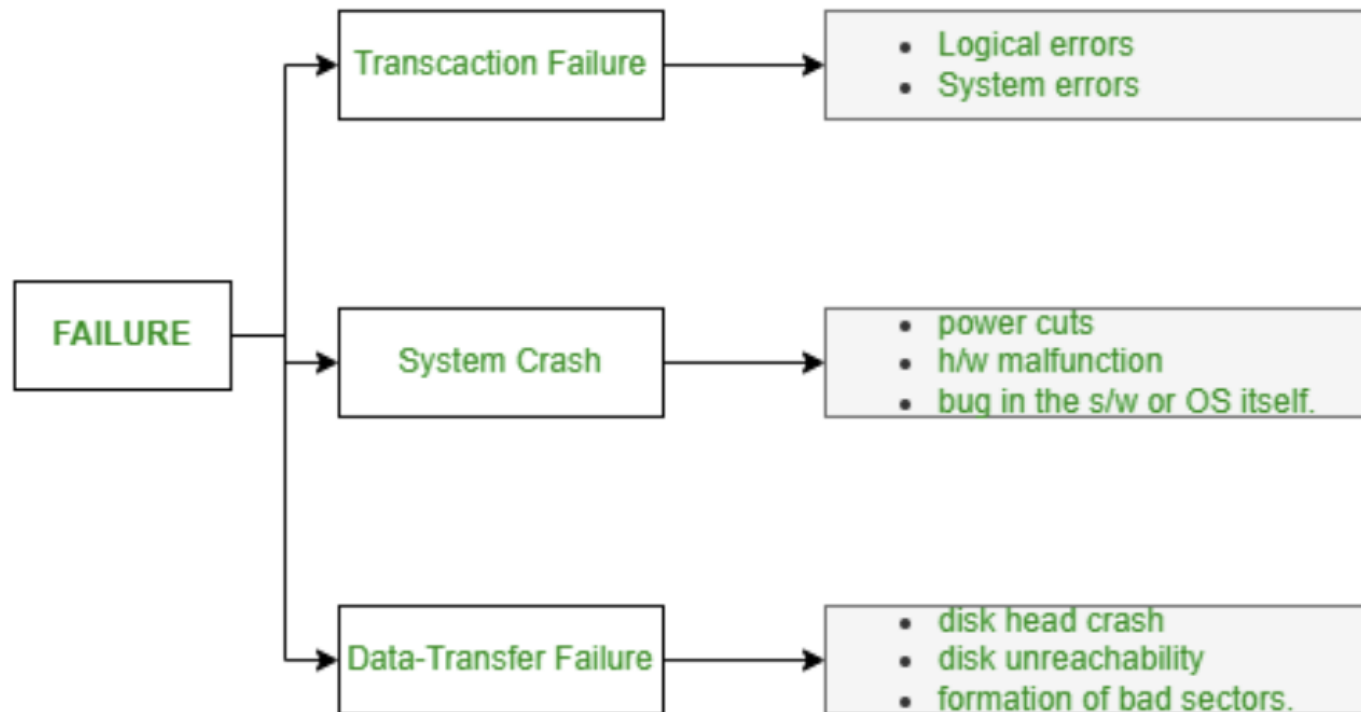 Transcaction Failure
• Logical errors
• System errors
FAILURE
System Crash
• power cuts
• h/w malfunction
• bug in the s/w or OS itself.
Data-Transfer Failure
• disk head crash
• disk unreachability
• formation of bad sectors.